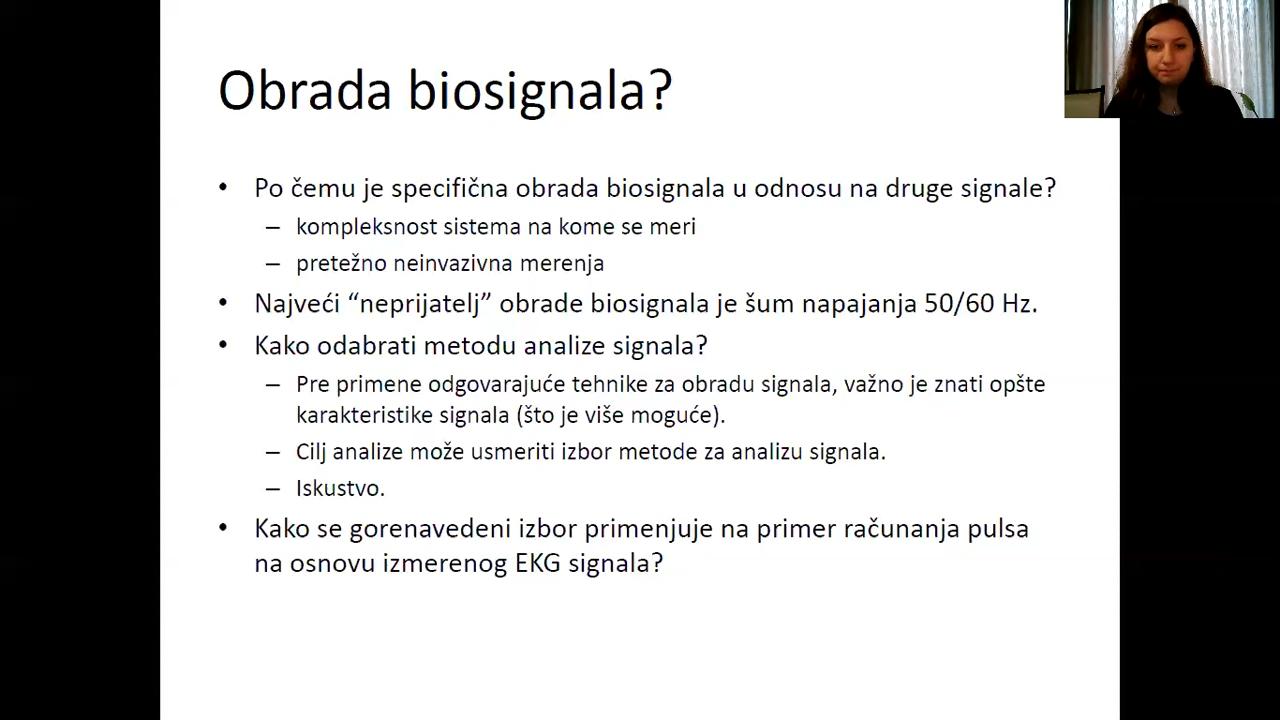 Obrada biosignala?
• Po čemu je specifična obrada biosignala u odnosu na druge signale?
– kompleksnost sistema na kome se meri
– pretežno neinvazivna merenja
• Najveći “neprijatelj” obrade biosignala je šum napajanja 50/60 Hz.
• Kako odabrati metodu analize signala?
– Pre primene odgovarajuće tehnike za obradu signala, važno je znati opšte
karakteristike signala (što je više moguće).
– Cilj analize može usmeriti izbor metode za analizu signala.
– Iskustvo.
• Kako se gorenavedeni izbor primenjuje na primer računanja pulsa
na osnovu izmerenog EKG signala?